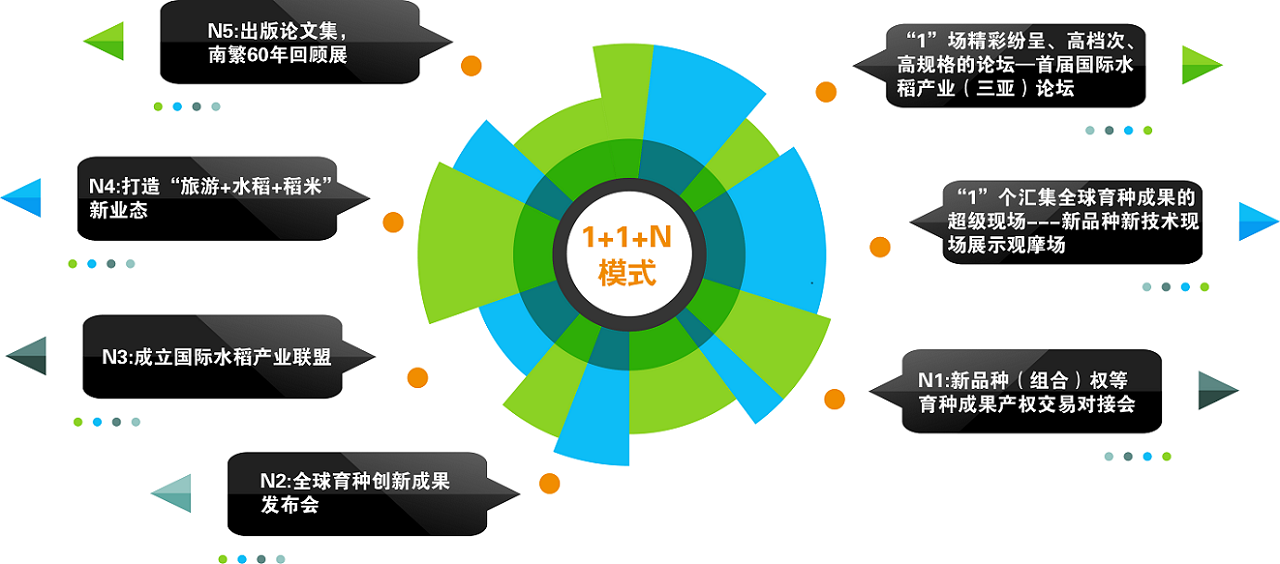 N5:出版论文集，
南繁60年回顾展
“1”场精彩纷呈、高档次、
高规格的论坛—首届国际水
稻产业（三亚）论坛
N4:打造“旅游+水稻+稻米”
新业态
1+1+N
模式
“1”个汇集全球育种成果的
超级现场---新品种新技术现
场展示观摩场
N3:成立国际水稻产业联盟
N1:新品种（组合）权等
育种成果产权交易对接会
N2:全球育种创新成果
发布会